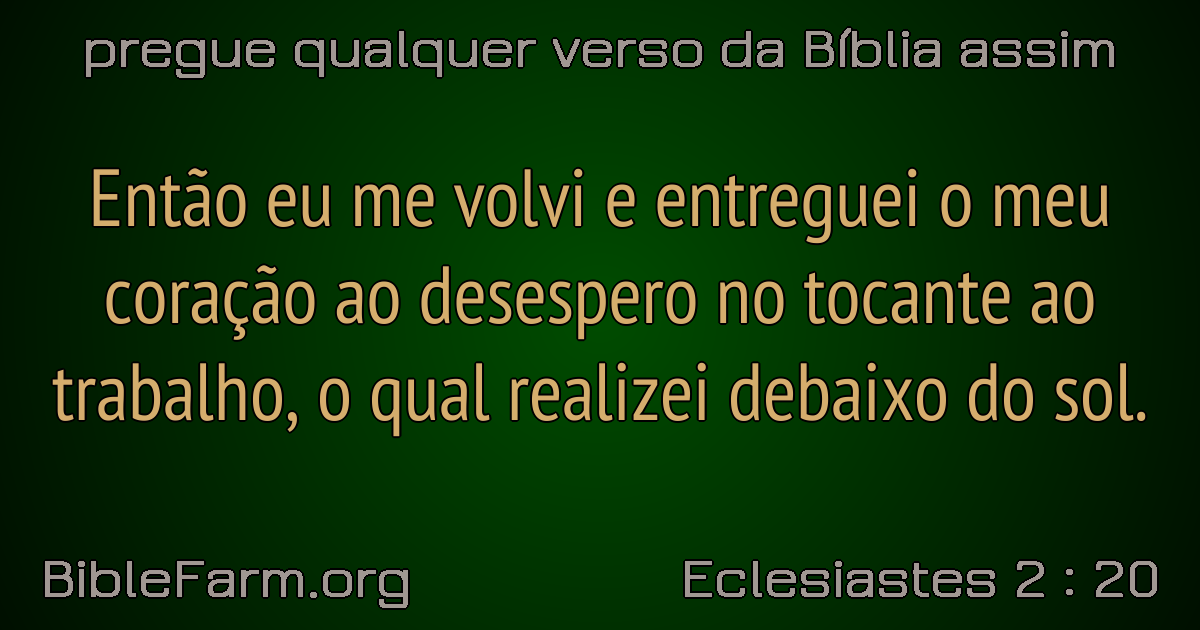 pregue qualquer verso da Bíblia assim
Então eu me volvi e entreguei o meu
coração ao desespero no tocante ao
trabalho, o qual realizei debaixo do sol.
BibleFarm.org
Eclesiastes 2 : 20